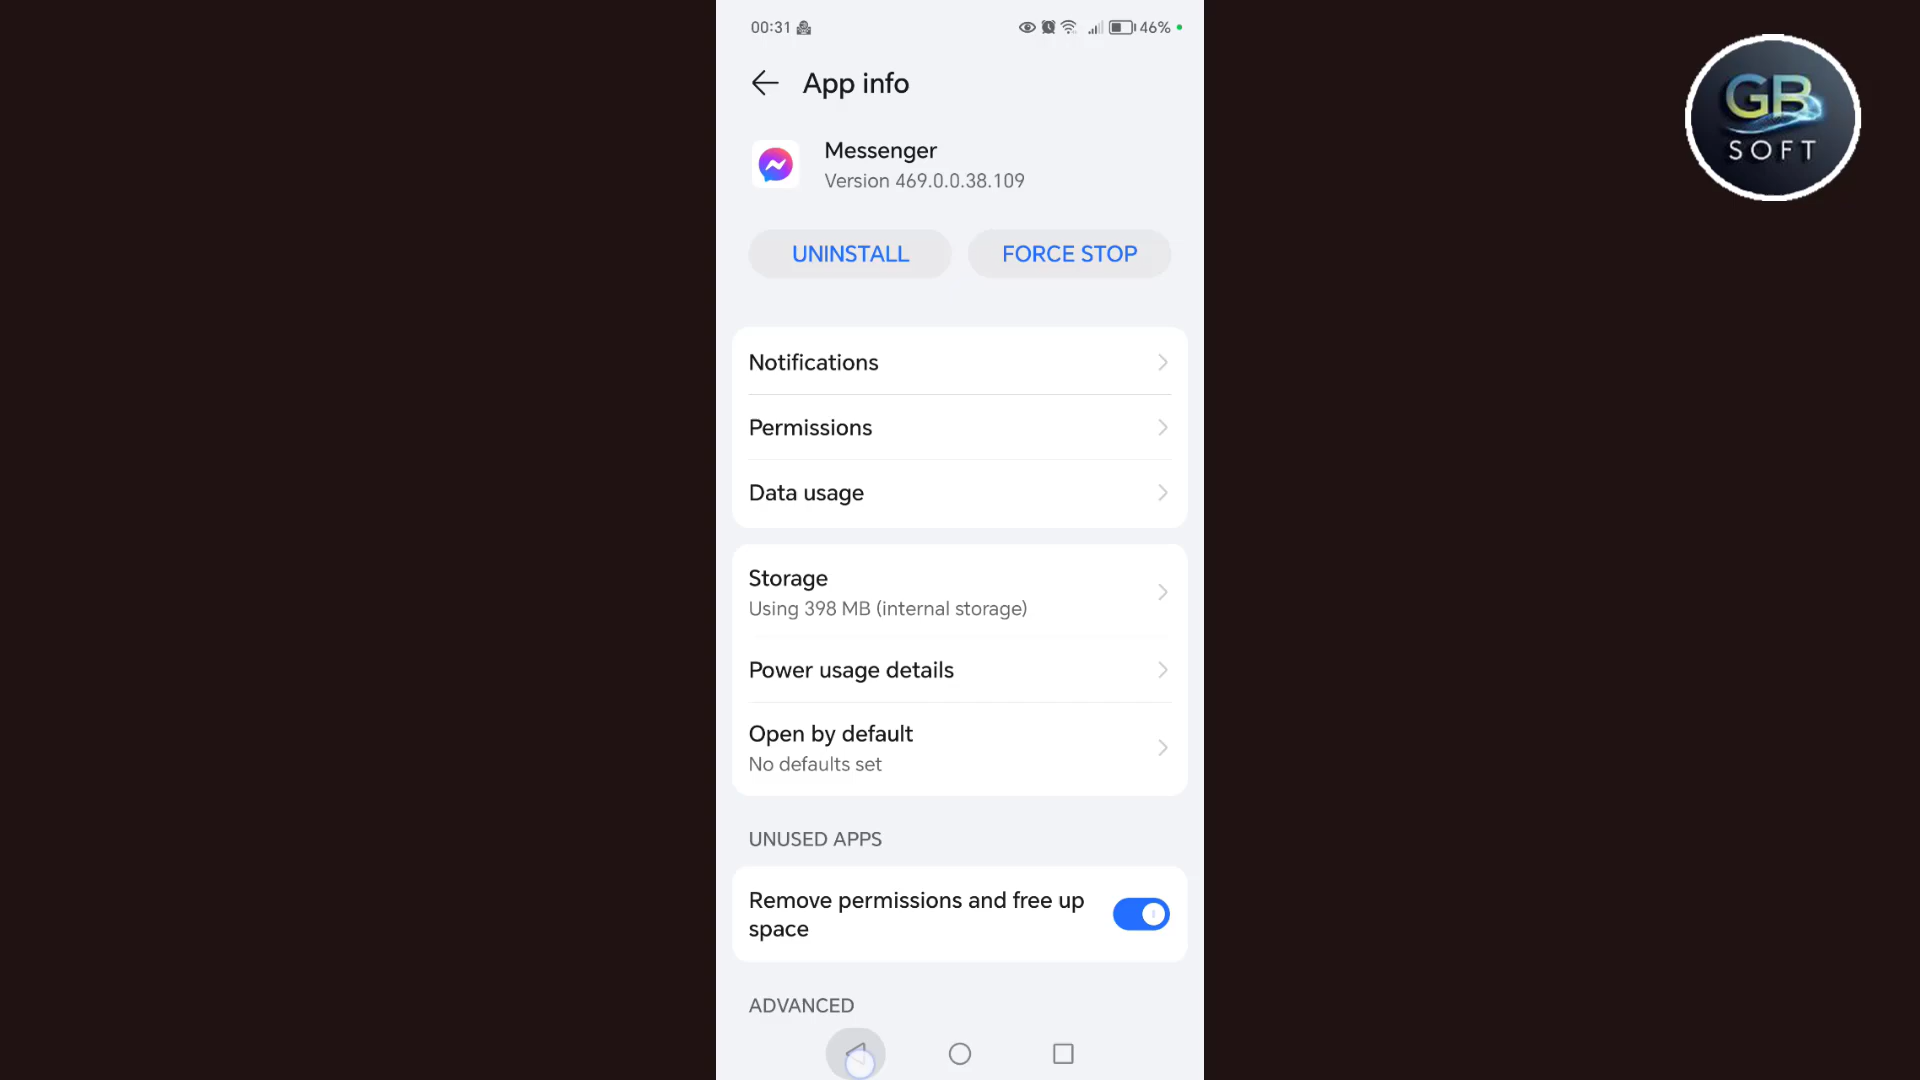 00:31
46%
App info
Messenger
Version 469.0.0.38.109
UNINSTALL
FORCE STOP
Notifications
Permissions
Data usage
Storage
Using 398 MB (internal storage)
Power usage details
Open by default
No defaults set
UNUSED APPS
Remove permissions and free up
space
ADVANCED
GB
SOFT